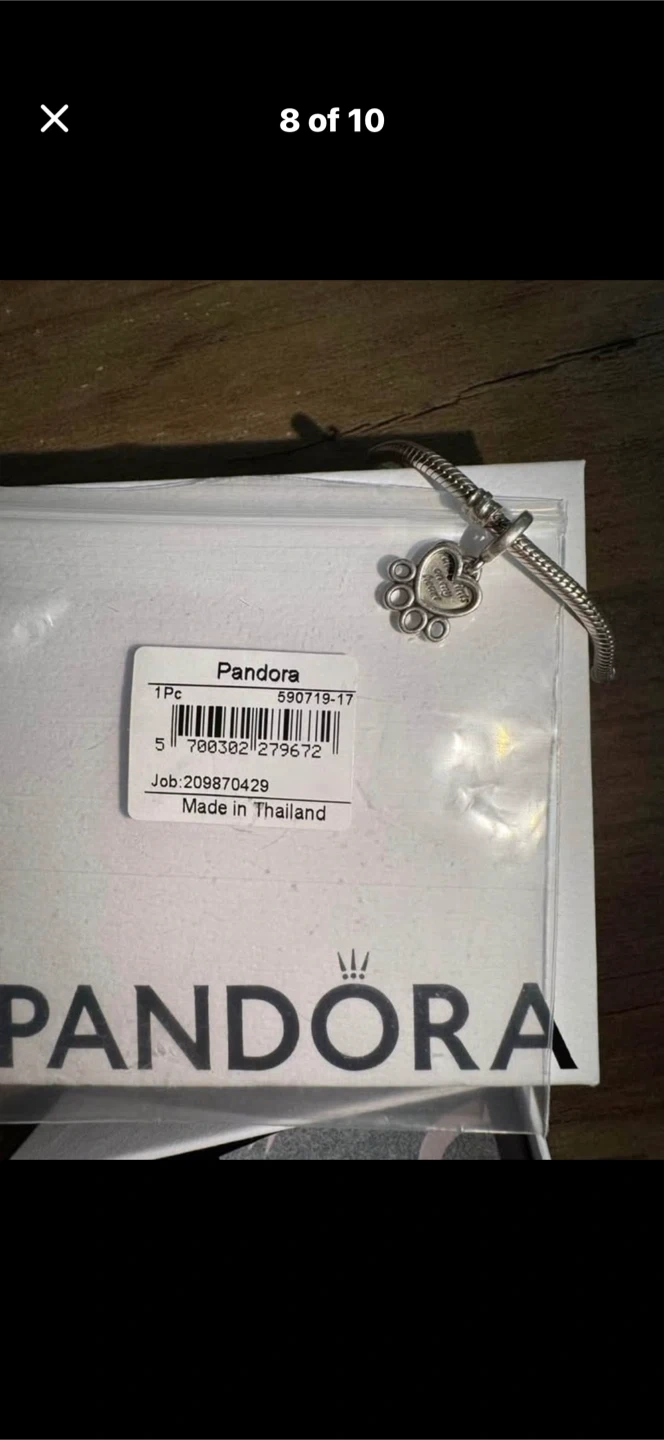 8 of 10
Pandora
1Pc 590719-17
5 700302 279672
Job:209870429
Made in Thailand
PANDORA